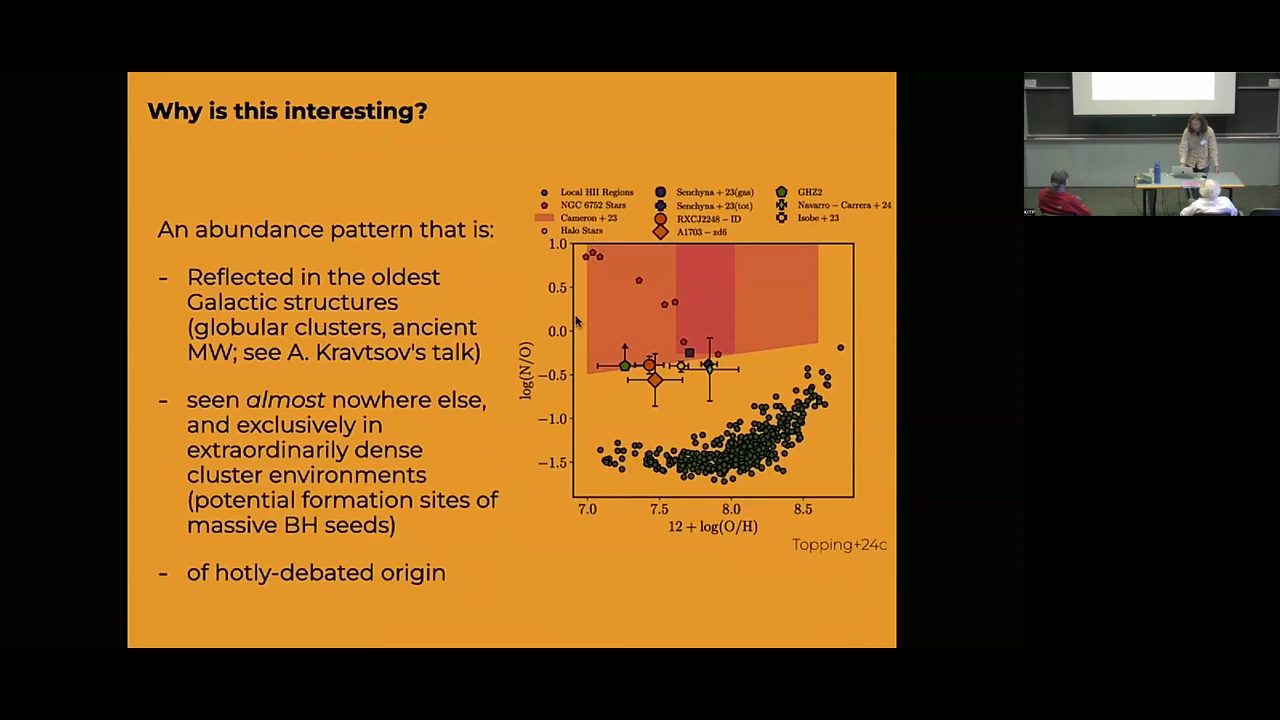 Why is this interesting?
An abundance pattern that is:
- Reflected in the oldest
Galactic structures
(globular clusters, ancient
MW; see A. Kravtsov's talk)
- seen almost nowhere else,
and exclusively in
extraordinarily dense
cluster environments
(potential formation sites of
massive BH seeds)
- of hotly-debated origin
Local HII Regions
NGC 6752 Stars
Cameron + 23
Halo Stars
Senchyna + 23(gas)
Senchyna + 23(tot)
RXCJ2248 − ID
A1703 − zd6
GHZ2
Navarro − Carrera + 24
Isobe + 23
1.0
0.5
0.0
−0.5
−1.0
−1.5
log(N/O)
7.0 7.5 8.0 8.5
12 + log(O/H)
Topping+24c
KITP